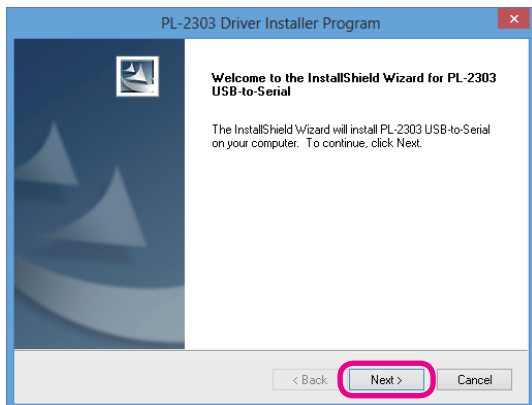 PL-2303 Driver Installer Program
Welcome to the InstallShield Wizard for PL-2303
USB-to-Serial
The InstallShield Wizard will install PL-2303 USB-to-Serial
on your computer. To continue, click Next.
< Back
Next >
Cancel